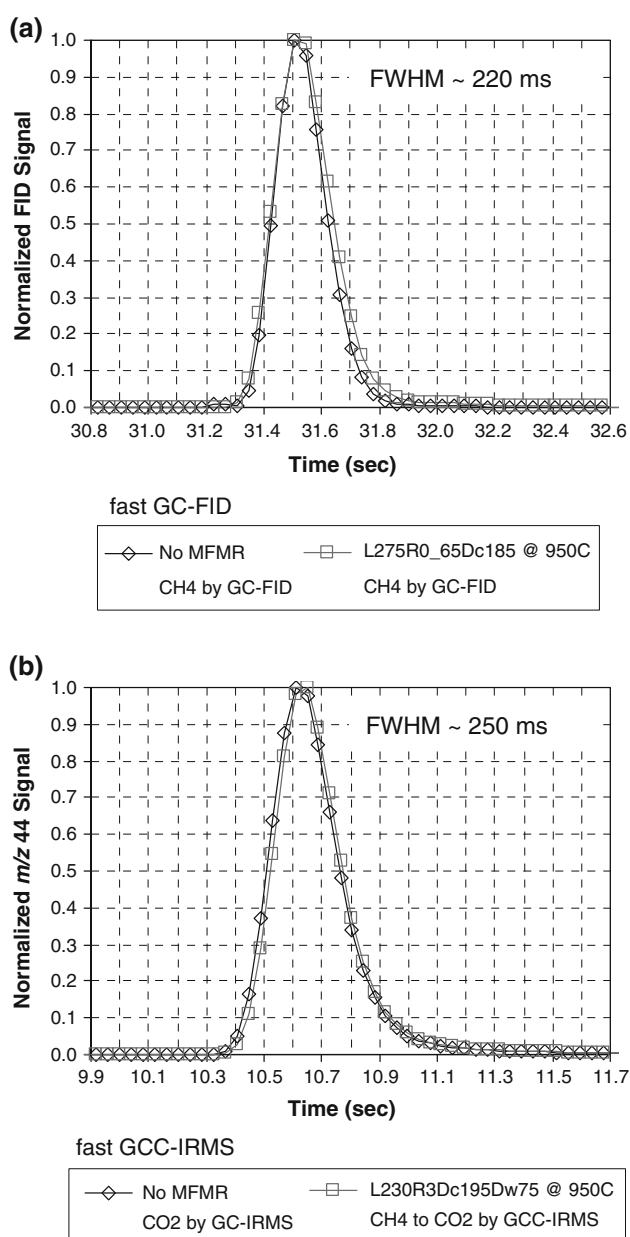 (a)
FWHM ~ 220 ms
Normalized FID Signal
1.0
0.9
0.8
0.7
0.6
0.5
0.4
0.3
0.2
0.1
0.0
30.8 31.0 31.2 31.4 31.6 31.8 32.0 32.2 32.4 32.6
Time (sec)
fast GC-FID
No MFMR L275R0_65Dc185 @ 950C
CH4 by GC-FID CH4 by GC-FID
(b)
FWHM ~ 250 ms
Normalized m/z 44 Signal
1.0
0.9
0.8
0.7
0.6
0.5
0.4
0.3
0.2
0.1
0.0
9.9 10.1 10.3 10.5 10.7 10.9 11.1 11.3 11.5 11.7
Time (sec)
fast GCC-IRMS
No MFMR L230R3Dc195Dw75 @ 950C
CO2 by GC-IRMS CH4 to CO2 by GCC-IRMS